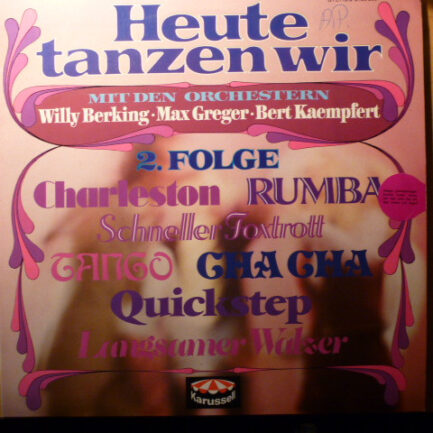 Heute
tanzen wir
MIT DEN ORCHESTERN
Willy Berking · Max Greger · Bert Kaempfert
2. FOLGE
Charleston RUMBA
Schneller Foxtrott
TANGO CHA CHA
Quickstep
Langsamer Walzer
Karussell